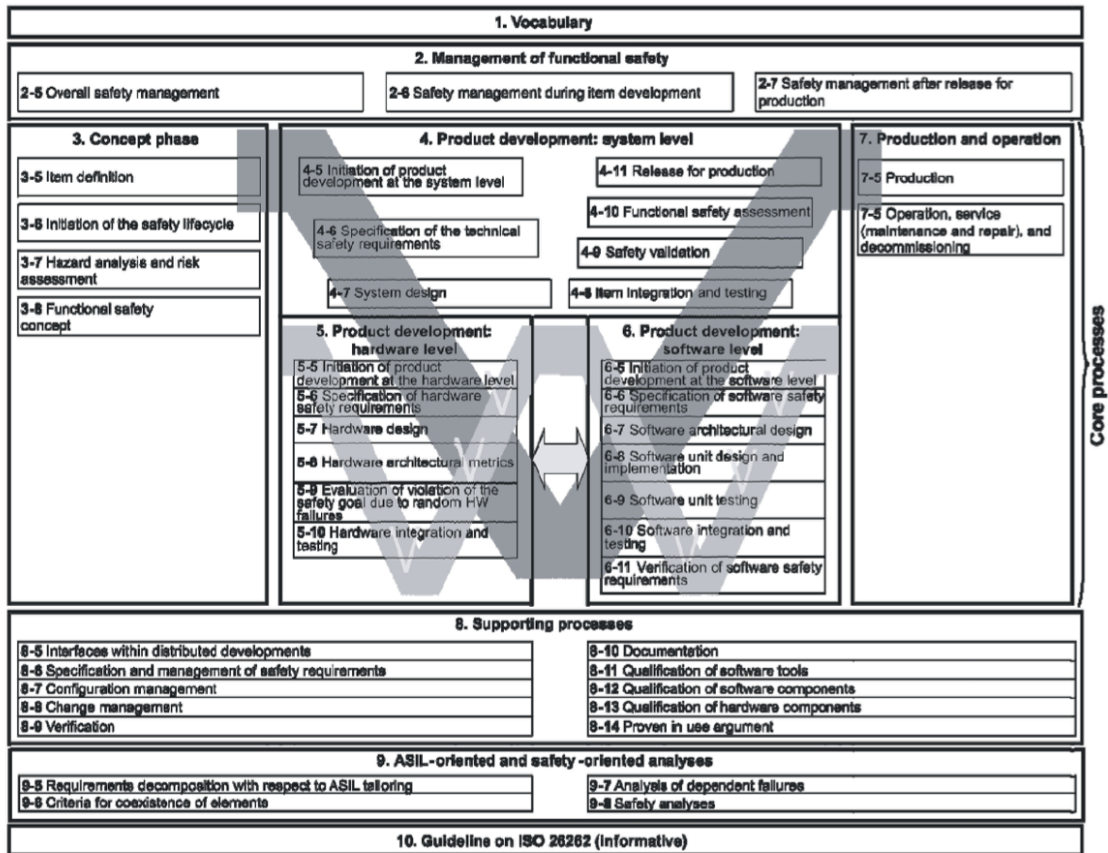 1. Vocabulary
2. Management of functional safety
2-5 Overall safety management
2-6 Safety management during item development
2-7 Safety management after release for
production
3. Concept phase
3-5 Item definition
3-6 Initiation of the safety lifecycle
3-7 Hazard analysis and risk
assessment
3-8 Functional safety
concept
4. Product development: system level
4-5 Initiation of product
development at the system level
4-6 Specification of the technical
safety requirements
4-7 System design
4-11 Release for production
4-10 Functional safety assessment
4-9 Safety validation
4-8 Item integration and testing
7. Production and operation
7-5 Production
7-5 Operation, service
(maintenance and repair), and
decommissioning
5. Product development:
hardware level
5-5 Initiation of product
development at the hardware level
5-6 Specification of hardware
safety requirements
5-7 Hardware design
5-8 Hardware architectural metrics
5-9 Evaluation of violation of the
safety goal due to random HW
failures
5-10 Hardware integration and
testing
6. Product development:
software level
6-5 Initiation of product
development at the software level
6-6 Specification of software safety
requirements
6-7 Software architectural design
6-8 Software unit design and
implementation
6-9 Software unit testing
6-10 Software integration and
testing
6-11 Verification of software safety
requirements
Core processes
8. Supporting processes
8-5 Interfaces within distributed developments
8-6 Specification and management of safety requirements
8-7 Configuration management
8-8 Change management
8-9 Verification
8-10 Documentation
8-11 Qualification of software tools
8-12 Qualification of software components
8-13 Qualification of hardware components
8-14 Proven in use argument
9. ASIL-oriented and safety -oriented analyses
9-5 Requirements decomposition with respect to ASIL tailoring
9-6 Criteria for coexistence of elements
9-7 Analysis of dependent failures
9-8 Safety analyses
10. Guideline on ISO 26262 (informative)